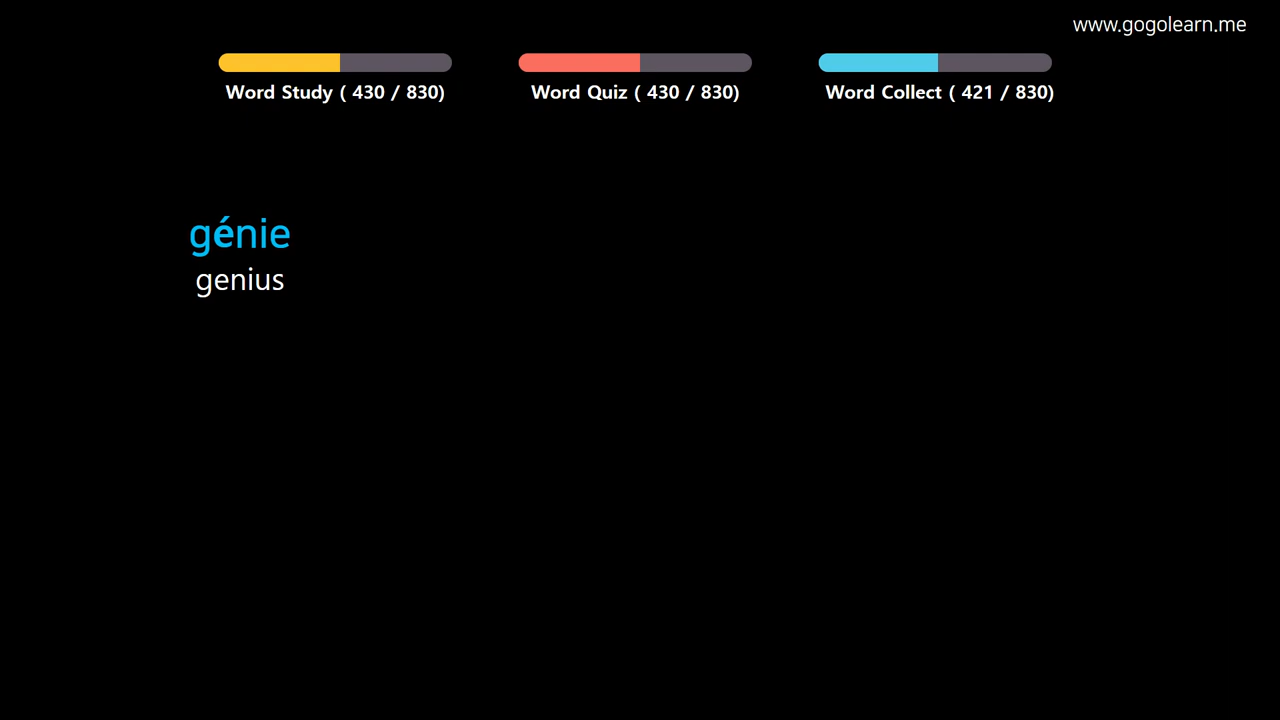 www.gogolearn.me
Word Study ( 430 / 830)
Word Quiz ( 430 / 830)
Word Collect ( 421 / 830)
génie
genius